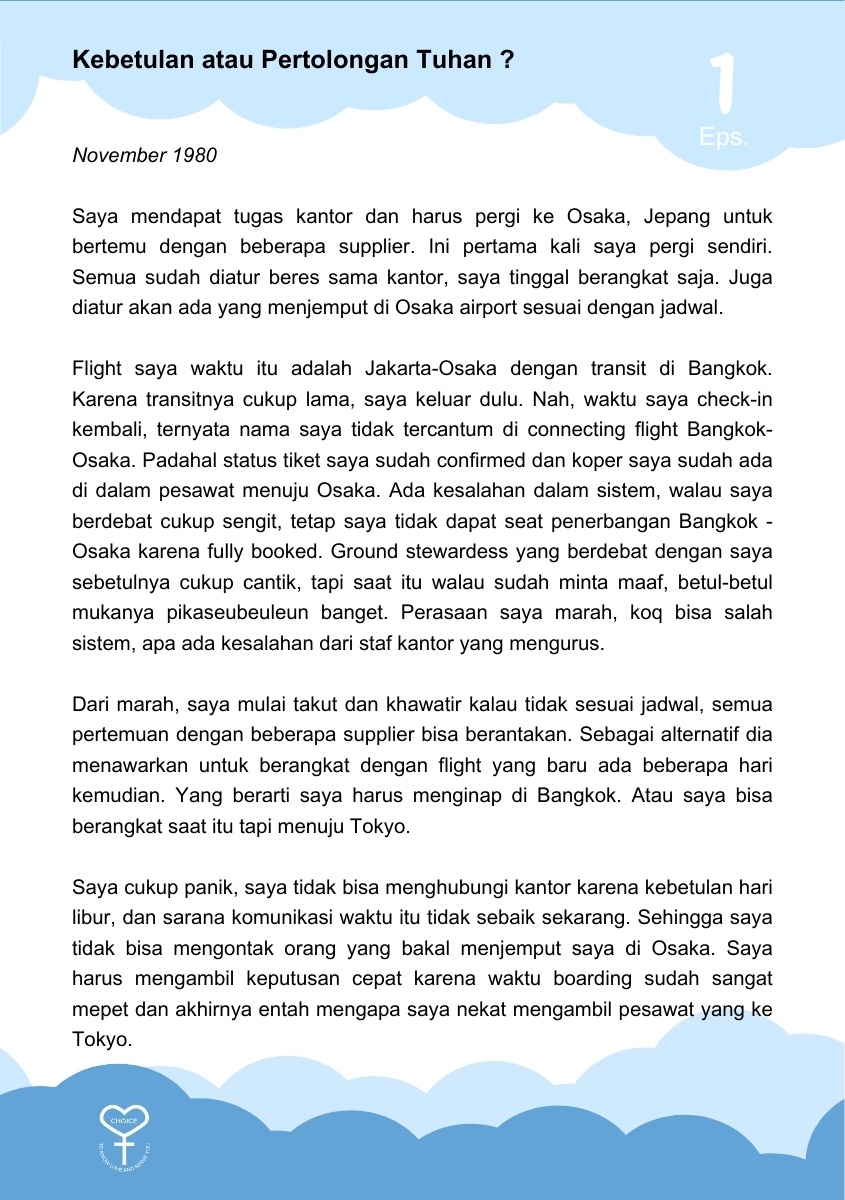 Kebetulan atau Pertolongan Tuhan ?
1
Eps.
November 1980
Saya mendapat tugas kantor dan harus pergi ke Osaka, Jepang untuk
bertemu dengan beberapa supplier. Ini pertama kali saya pergi sendiri.
Semua sudah diatur beres sama kantor, saya tinggal berangkat saja. Juga
diatur akan ada yang menjemput di Osaka airport sesuai dengan jadwal.
Flight saya waktu itu adalah Jakarta-Osaka dengan transit di Bangkok.
Karena transitnya cukup lama, saya keluar dulu. Nah, waktu saya check-in
kembali, ternyata nama saya tidak tercantum di connecting flight Bangkok-
Osaka. Padahal status tiket saya sudah confirmed dan koper saya sudah ada
di dalam pesawat menuju Osaka. Ada kesalahan dalam sistem, walau saya
berdebat cukup sengit, tetap saya tidak dapat seat penerbangan Bangkok -
Osaka karena fully booked. Ground stewardess yang berdebat dengan saya
sebetulnya cukup cantik, tapi saat itu walau sudah minta maaf, betul-betul
mukanya pikaseubeuleun banget. Perasaan saya marah, koq bisa salah
sistem, apa ada kesalahan dari staf kantor yang mengurus.
Dari marah, saya mulai takut dan khawatir kalau tidak sesuai jadwal, semua
pertemuan dengan beberapa supplier bisa berantakan. Sebagai alternatif dia
menawarkan untuk berangkat dengan flight yang baru ada beberapa hari
kemudian. Yang berarti saya harus menginap di Bangkok. Atau saya bisa
berangkat saat itu tapi menuju Tokyo.
Saya cukup panik, saya tidak bisa menghubungi kantor karena kebetulan hari
libur, dan sarana komunikasi waktu itu tidak sebaik sekarang. Sehingga saya
tidak bisa mengontak orang yang bakal menjemput saya di Osaka. Saya
harus mengambil keputusan cepat karena waktu boarding sudah sangat
mepet dan akhirnya entah mengapa saya nekat mengambil pesawat yang ke
Tokyo.
CHOICE
TO KNOW LOVE AND SERVE YOU